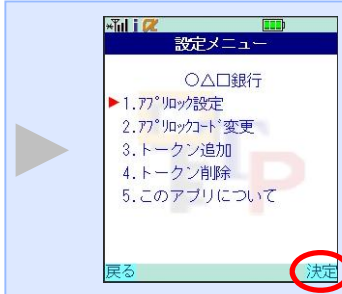 設定メニュー
○△□銀行
1.アプリロック設定
2.アプリロックコード変更
3.トークン追加
4.トークン削除
5.このアプリについて
戻る 決定